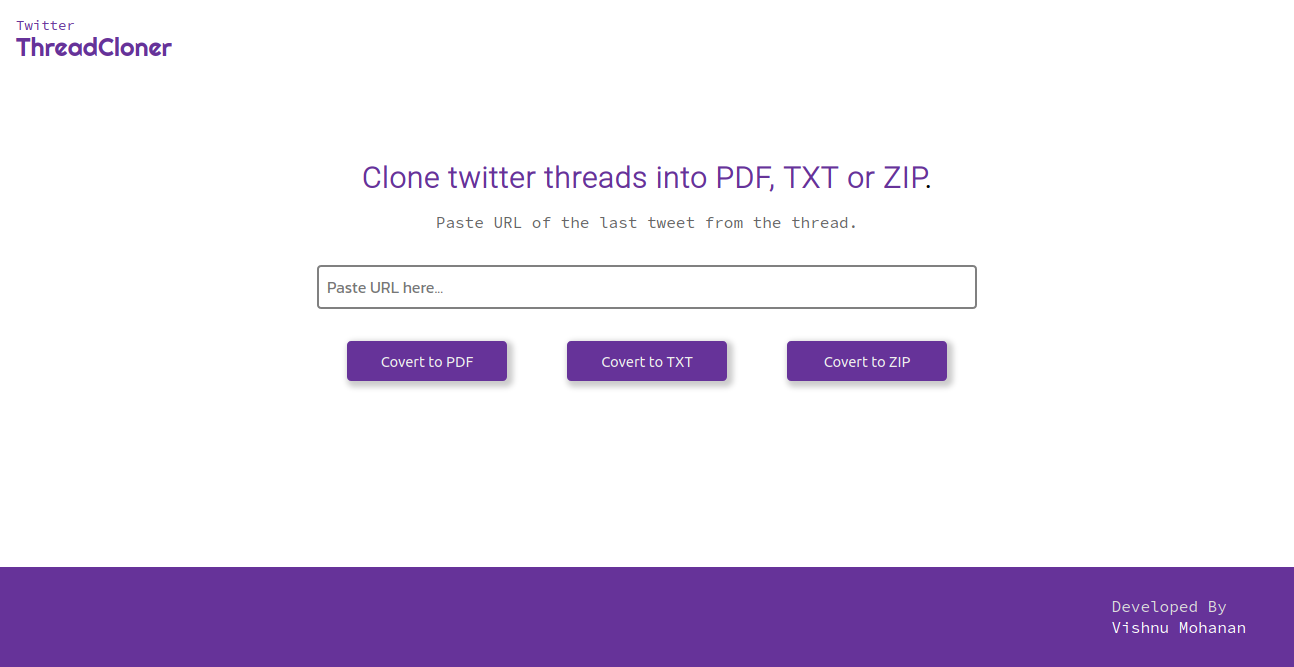 Twitter
ThreadCloner
Clone twitter threads into PDF, TXT or ZIP.
Paste URL of the last tweet from the thread.
Paste URL here...
Covert to PDF
Covert to TXT
Covert to ZIP
Developed By
Vishnu Mohanan